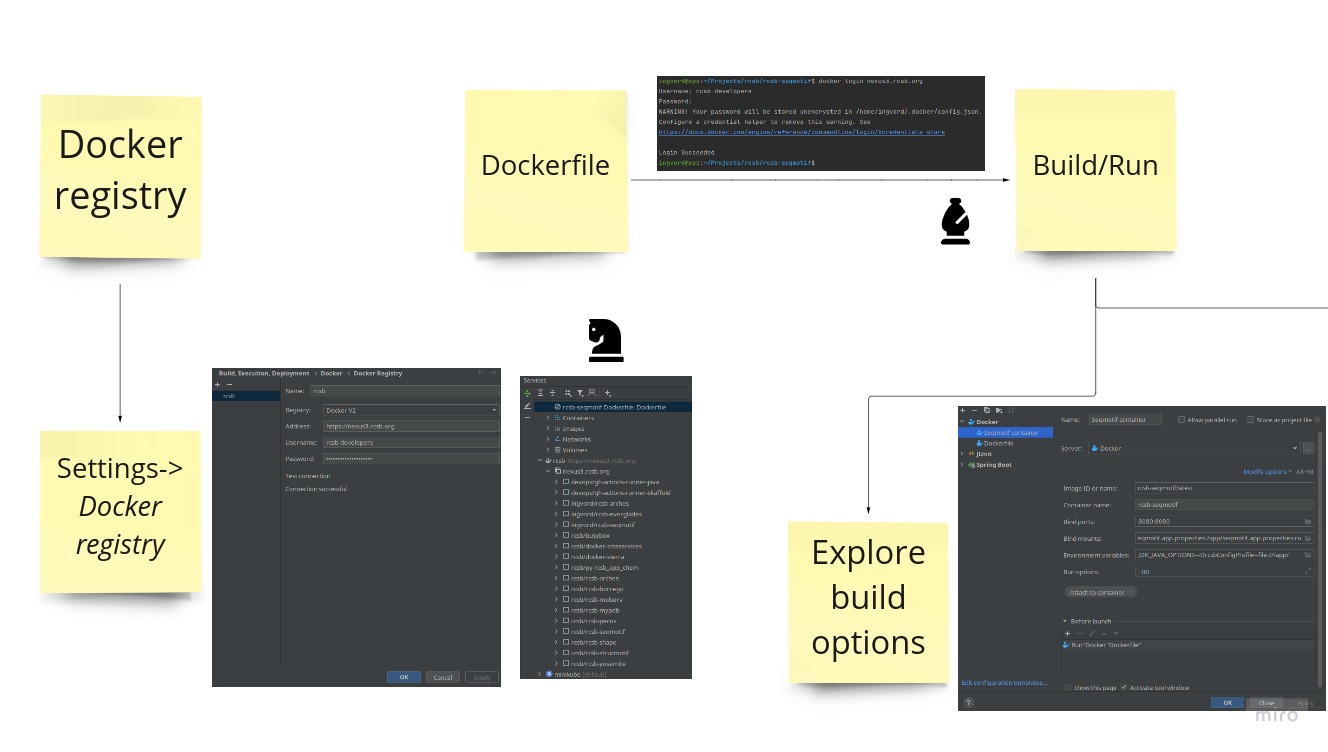 Docker
registry
Settings->
Docker
registry
Dockerfile
ingvord@xps:~/Projects/rcsb/rcsb-seqmotif$ docker login nexus3.rcsb.org
Username: rcsb-developers
Password:
WARNING! Your password will be stored unencrypted in /home/ingvord/.docker/config.json.
Configure a credential helper to remove this warning. See
https://docs.docker.com/engine/reference/commandline/login/#credentials-store
Login Succeeded
ingvord@xps:~/Projects/rcsb/rcsb-seqmotif$
Build/Run
Build, Execution, Deployment > Docker > Docker Registry
rcsb
Name: rcsb
Registry: Docker V2
Address: https://nexus3.rcsb.org
Username: rcsb-developers
Password:
Test connection
Connection successful
OK Cancel Apply
Services
rcsb-seqmotif Dockerfile: Dockerfile
Containers
Images
Networks
Volumes
rcsb https://nexus3.rcsb.org
nexus3.rcsb.org
devops/gh-actions-runner-java
devops/gh-actions-runner-skaffold
ingvord/rcsb-arches
ingvord/rcsb-everglades
ingvord/rcsb-seqmotif
rcsb/busybox
rcsb/docker-cmsservices
rcsb/docker-sierra
rcsb/py-rcsb_app_chem
rcsb/rcsb-arches
rcsb/rcsb-borrego
rcsb/rcsb-molserv
rcsb/rcsb-mypdb
rcsb/rcsb-pecos
rcsb/rcsb-seqmotif
rcsb/rcsb-shape
rcsb/rcsb-strucmotif
rcsb/rcsb-yosemite
minikube [default]
Explore
build
options
Docker
Seqmotif container
Dockerfile
JUnit
Spring Boot
Edit configuration templates...
Name: Seqmotif container Allow parallel run Store as project file
Server: Docker
Modify options Alt+M
Image ID or name: rcsb-seqmotif:latest
Container name: rcsb-seqmotif
Bind ports: 8080:8080
Bind mounts: eqmotif.app.properties:/app/seqmotif.app.properties:ro
Environment variables: JDK_JAVA_OPTIONS=-DrcsbConfigProfile=file:///app/
Run options: --rm
Attach to container
Before launch
Run 'Docker "Dockerfile"'
Show this page Activate tool window
? OK Close Apply
miro